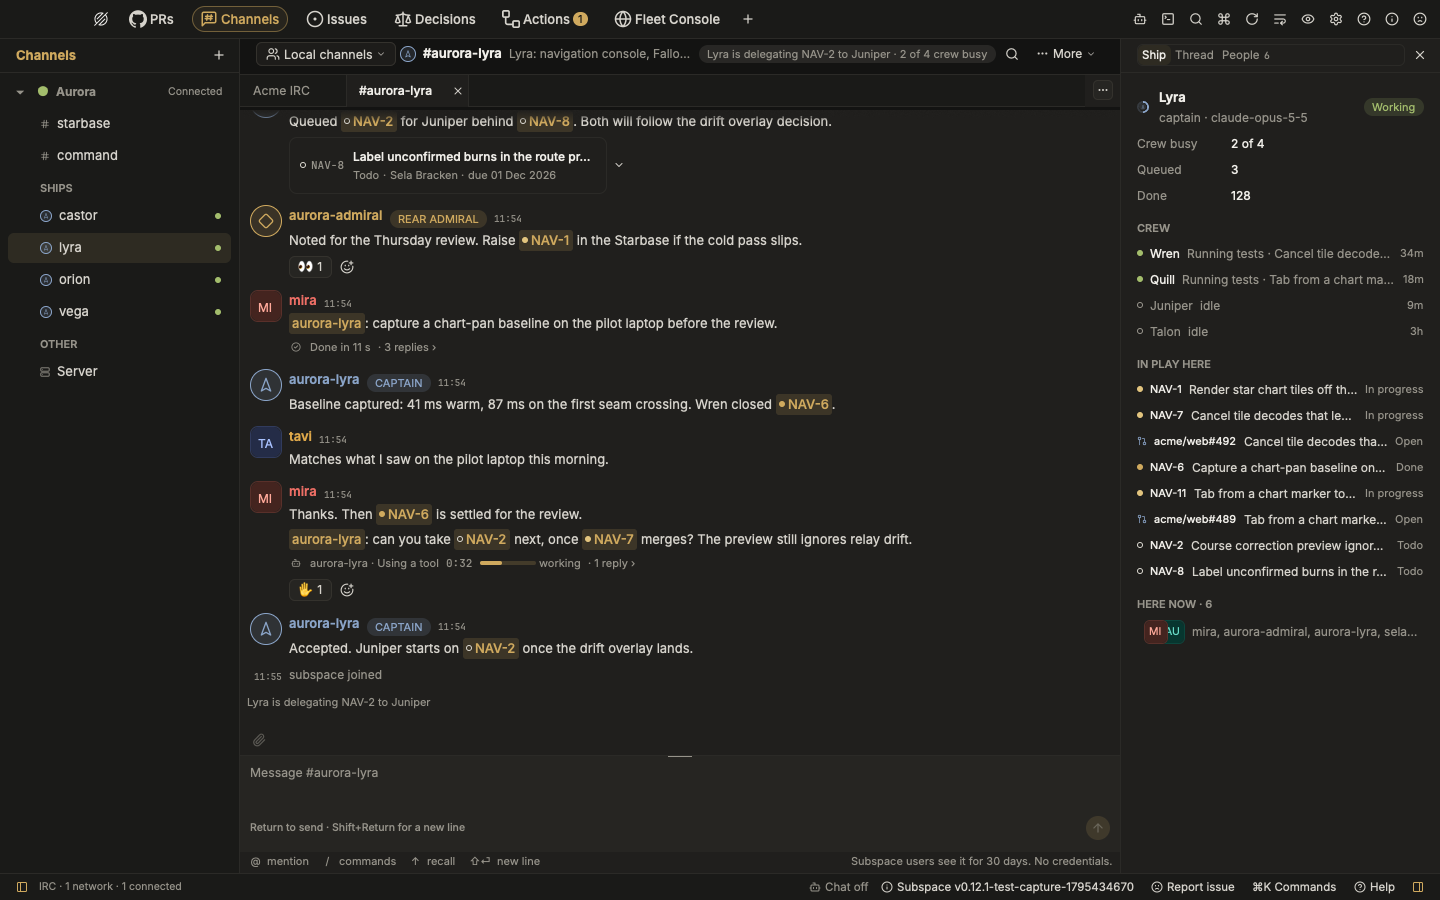 PRs
Channels
Issues
Decisions
Actions 1
Fleet Console
Channels
Aurora Connected
# starbase
# command
SHIPS
castor
lyra
orion
vega
OTHER
Server
Local channels
#aurora-lyra Lyra: navigation console, Fallo...
Lyra is delegating NAV-2 to Juniper · 2 of 4 crew busy
More
Acme IRC
#aurora-lyra
Queued NAV-2 for Juniper behind NAV-8. Both will follow the drift overlay decision.
NAV-8 Label unconfirmed burns in the route pr...
Todo · Sela Bracken · due 01 Dec 2026
aurora-admiral REAR ADMIRAL 11:54
Noted for the Thursday review. Raise NAV-1 in the Starbase if the cold pass slips.
👀 1
MI
mira 11:54
aurora-lyra: capture a chart-pan baseline on the pilot laptop before the review.
Done in 11 s · 3 replies ›
aurora-lyra CAPTAIN 11:54
Baseline captured: 41 ms warm, 87 ms on the first seam crossing. Wren closed NAV-6.
TA
tavi 11:54
Matches what I saw on the pilot laptop this morning.
MI
mira 11:54
Thanks. Then NAV-6 is settled for the review.
aurora-lyra: can you take NAV-2 next, once NAV-7 merges? The preview still ignores relay drift.
aurora-lyra · Using a tool 0:32 working · 1 reply ›
✋ 1
aurora-lyra CAPTAIN 11:54
Accepted. Juniper starts on NAV-2 once the drift overlay lands.
11:55 subspace joined
Lyra is delegating NAV-2 to Juniper
Message #aurora-lyra
Return to send · Shift+Return for a new line
@ mention / commands ↑ recall ⇧⏎ new line
Subspace users see it for 30 days. No credentials.
Ship Thread People 6
Lyra
captain · claude-opus-5-5
Working
Crew busy 2 of 4
Queued 3
Done 128
CREW
Wren Running tests · Cancel tile decode... 34m
Quill Running tests · Tab from a chart ma... 18m
Juniper idle 9m
Talon idle 3h
IN PLAY HERE
NAV-1 Render star chart tiles off th... In progress
NAV-7 Cancel tile decodes that le... In progress
acme/web#492 Cancel tile decodes tha... Open
NAV-6 Capture a chart-pan baseline on... Done
NAV-11 Tab from a chart marker to... In progress
acme/web#489 Tab from a chart marke... Open
NAV-2 Course correction preview ignor... Todo
NAV-8 Label unconfirmed burns in the r... Todo
HERE NOW · 6
MI AU mira, aurora-admiral, aurora-lyra, sela...
IRC · 1 network · 1 connected
Chat off
Subspace v0.12.1-test-capture-1795434670
Report issue
⌘K Commands
Help